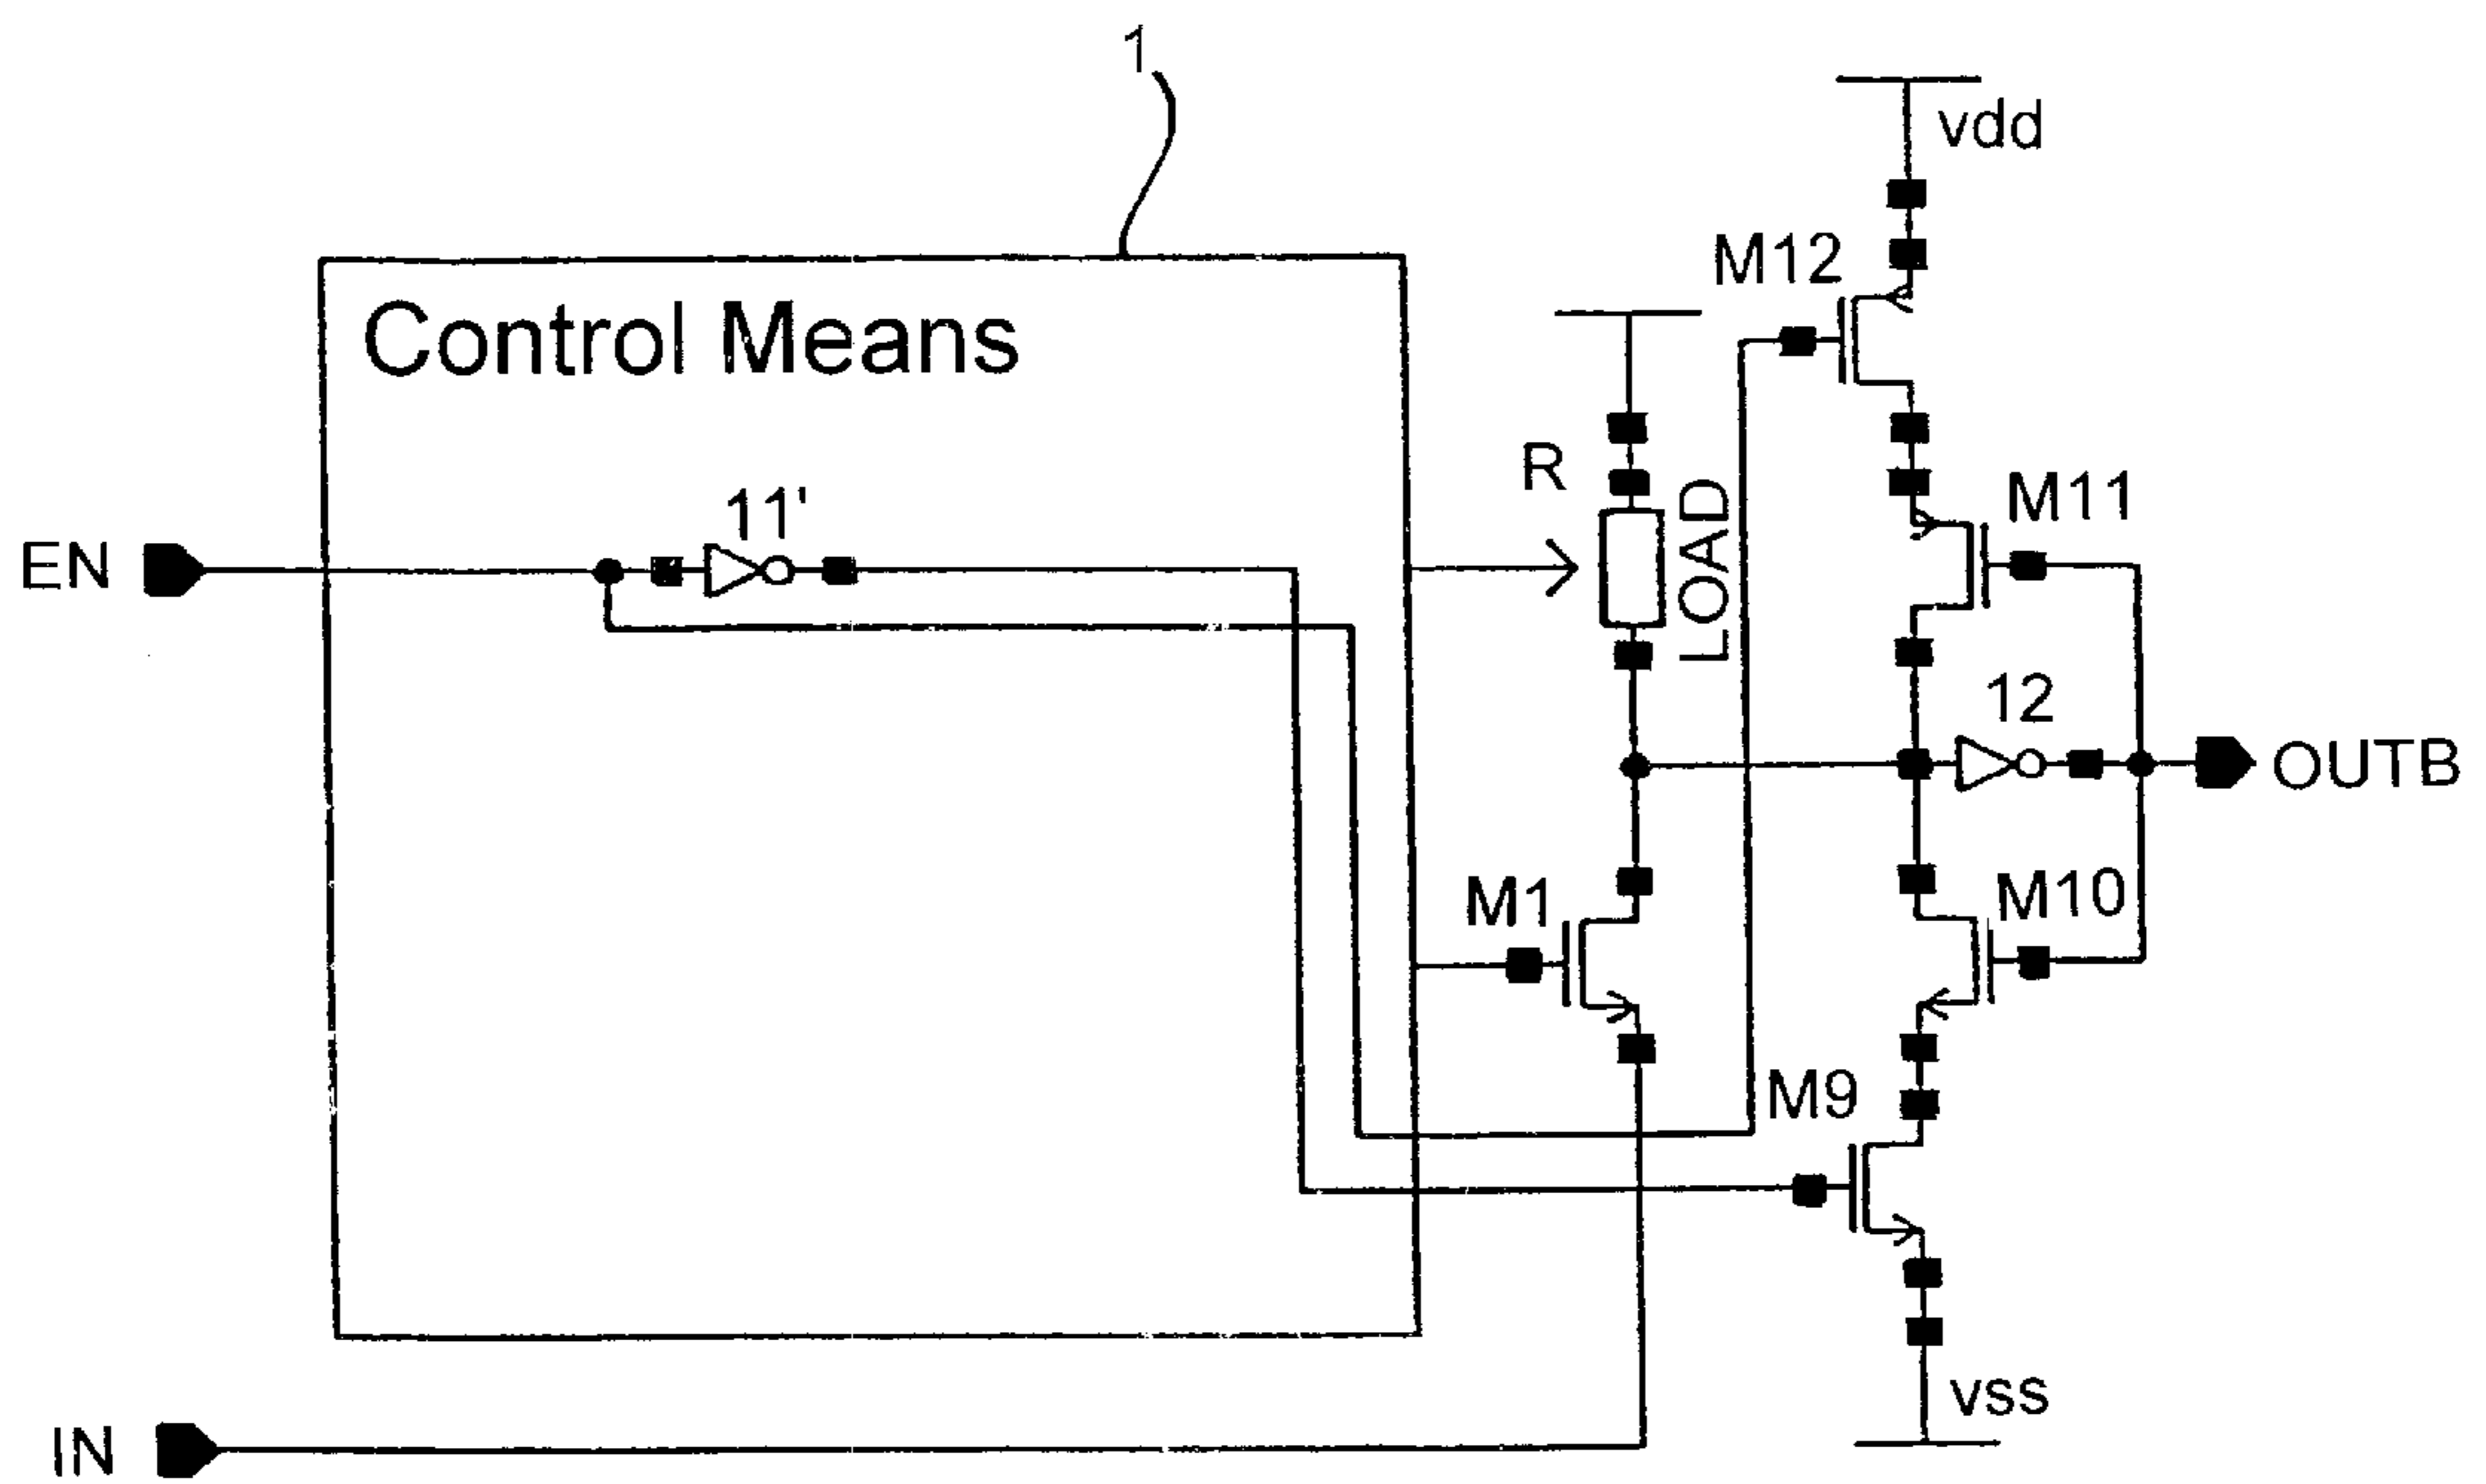 1
vdd
M12
Control Means
R
M11
11'
LOAD
EN
12
OUTB
M1
M10
M9
vss
IN